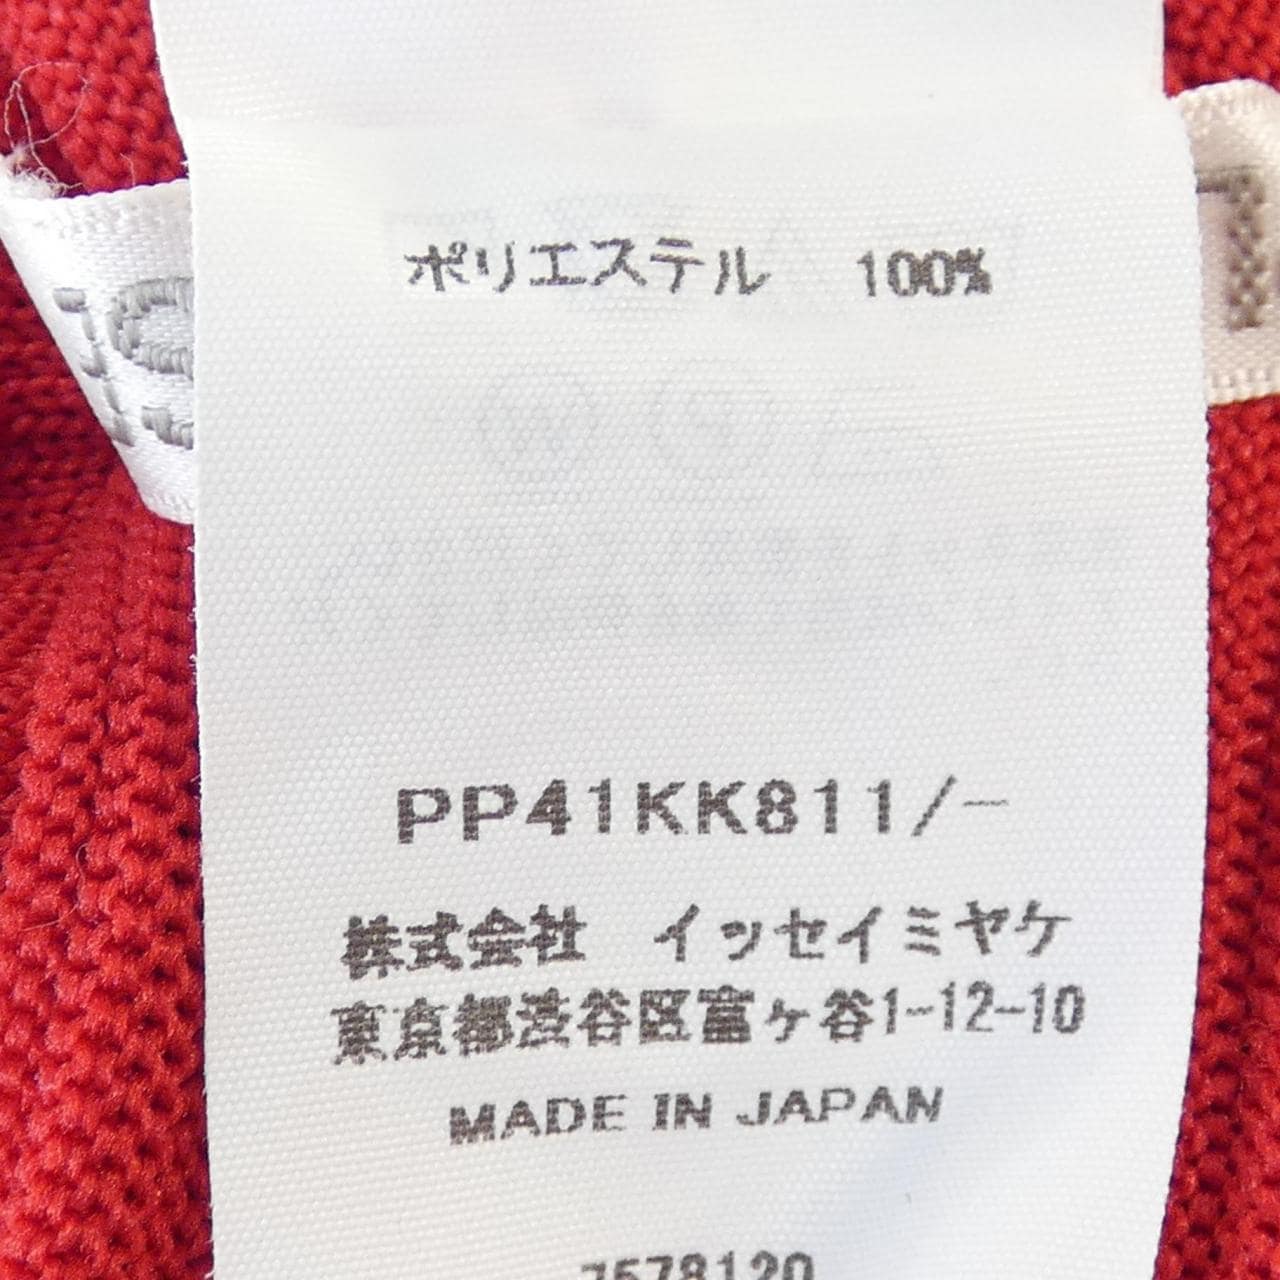 ポリエステル 100%
PP41KK811/-
株式会社 イッセイミヤケ
東京都渋谷区富ヶ谷1-12-10
MADE IN JAPAN
7578120